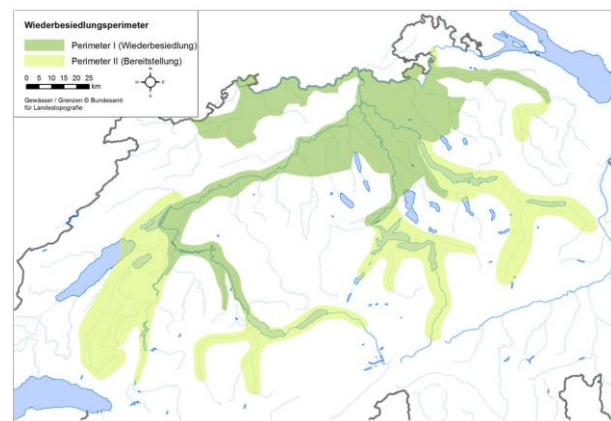 Wiederbesiedlungsperimeter
Perimeter I (Wiederbesiedlung)
Perimeter II (Bereitstellung)
0 5 10 15 20 25
km
N
W
S
Gewässer / Grenzen © Bundesamt
für Landestopografie